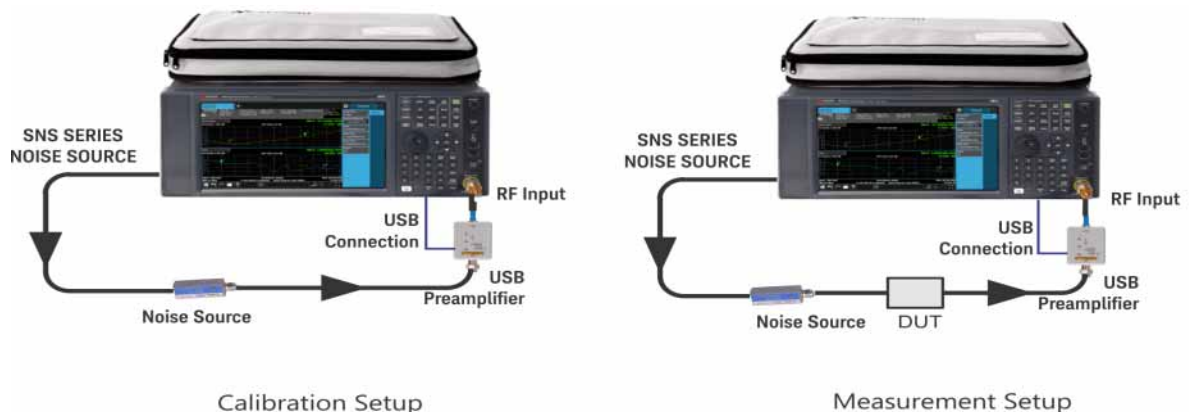 SNS SERIES
NOISE SOURCE
RF Input
USB
Connection
USB
Preamplifier
Noise Source
Calibration Setup
SNS SERIES
NOISE SOURCE
RF Input
USB
Connection
USB
Preamplifier
Noise Source
DUT
Measurement Setup